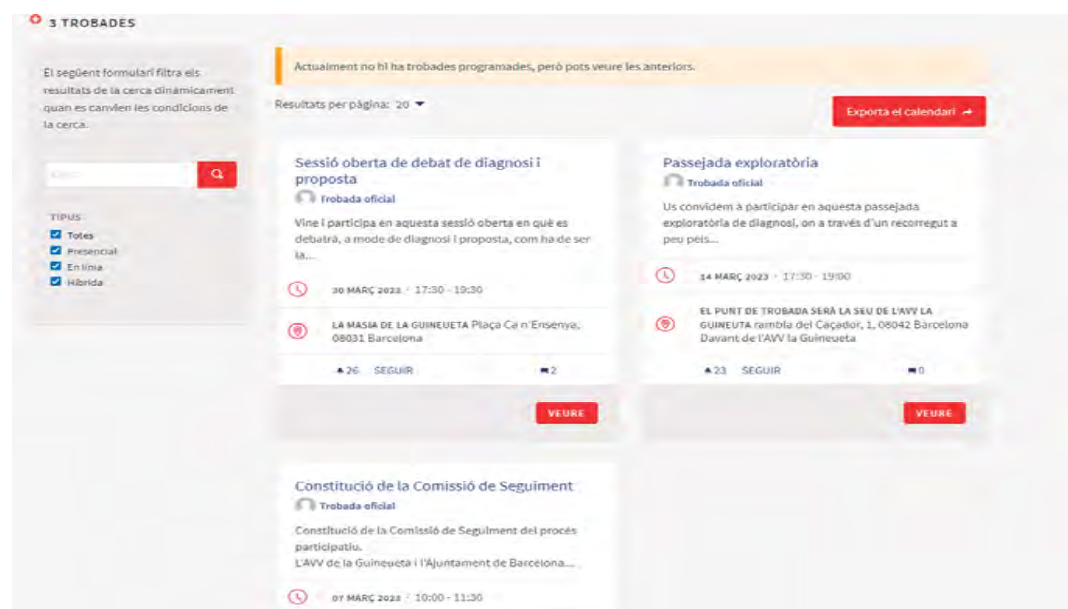 3 TROBADES
El següent formulari filtra els
resultats de la cerca dinàmicament
quan es canvien les condicions de
la cerca.
TIPUS
Totes
Presencial
En línia
Híbrida
Actualment no hi ha trobades programades, però pots veure les anteriors.
Resultats per pàgina: 20
Exporta el calendari
Sessió oberta de debat de diagnosi i
proposta
Trobada oficial
Vine i participa en aquesta sessió oberta en què es
debatrà, a mode de diagnosi i proposta, com ha de ser
la...
30 MARÇ 2023 · 17:30 - 19:30
LA MASIA DE LA GUINEUETA Plaça Ca n'Ensenya,
08031 Barcelona
26 SEGUIR 2
VEURE
Passejada exploratòria
Trobada oficial
Us convidem a participar en aquesta passejada
exploratòria de diagnosi, on a través d'un recorregut a
peu pels...
14 MARÇ 2023 · 17:30 - 19:00
EL PUNT DE TROBADA SERÀ LA SEU DE L'AVV LA
GUINEUTA rambla del Caçador, 1, 08042 Barcelona
Davant de l'AVV la Guineueta
23 SEGUIR 0
VEURE
Constitució de la Comissió de Seguiment
Trobada oficial
Constitució de la Comissió de Seguiment del procés
participatiu.
L'AVV de la Guineueta i l'Ajuntament de Barcelona...
07 MARÇ 2023 · 10:00 - 11:30